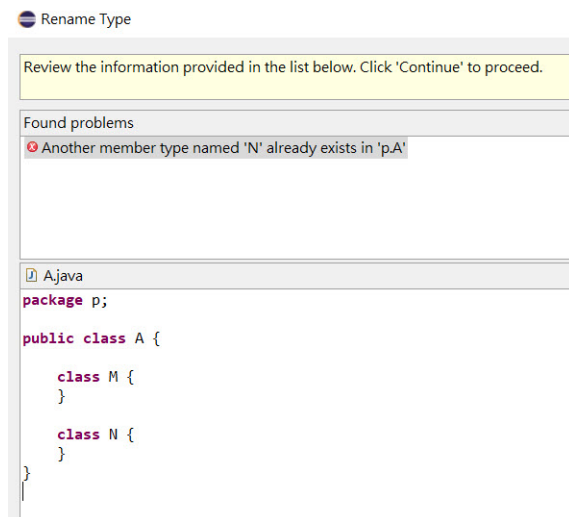 Rename Type
Review the information provided in the list below. Click 'Continue' to proceed.
Found problems
Another member type named 'N' already exists in 'p.A'
A.java
package p;
public class A {
class M {
}
class N {
}
}